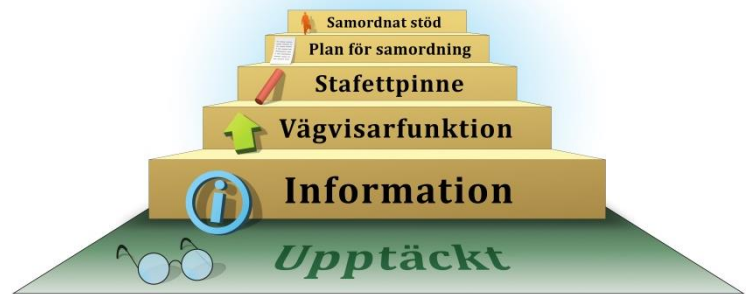 Samordnat stöd
Plan för samordning
Stafettpinne
Vägvisarfunktion
Information
Upptäckt